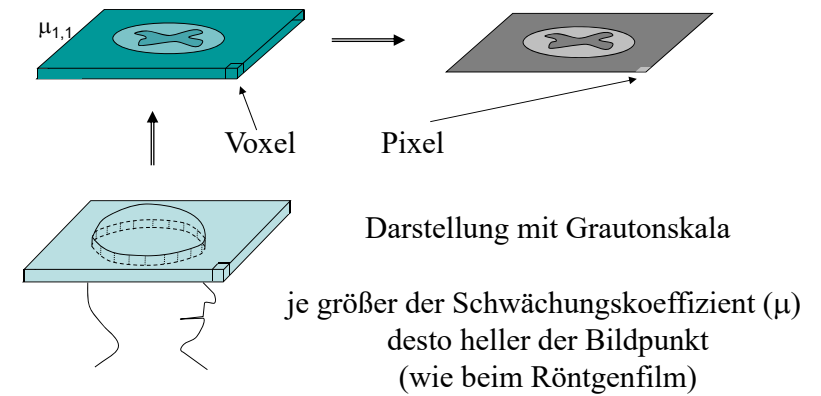 μ1,1
Voxel
Pixel
Darstellung mit Grautonskala
je größer der Schwächungskoeffizient (μ)
desto heller der Bildpunkt
(wie beim Röntgenfilm)